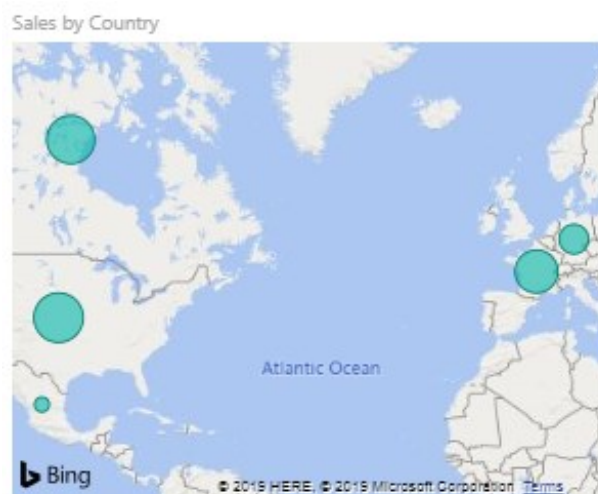 Sales by Country
Atlantic Ocean
Bing
© 2019 HERE, © 2019 Microsoft Corporation Terms